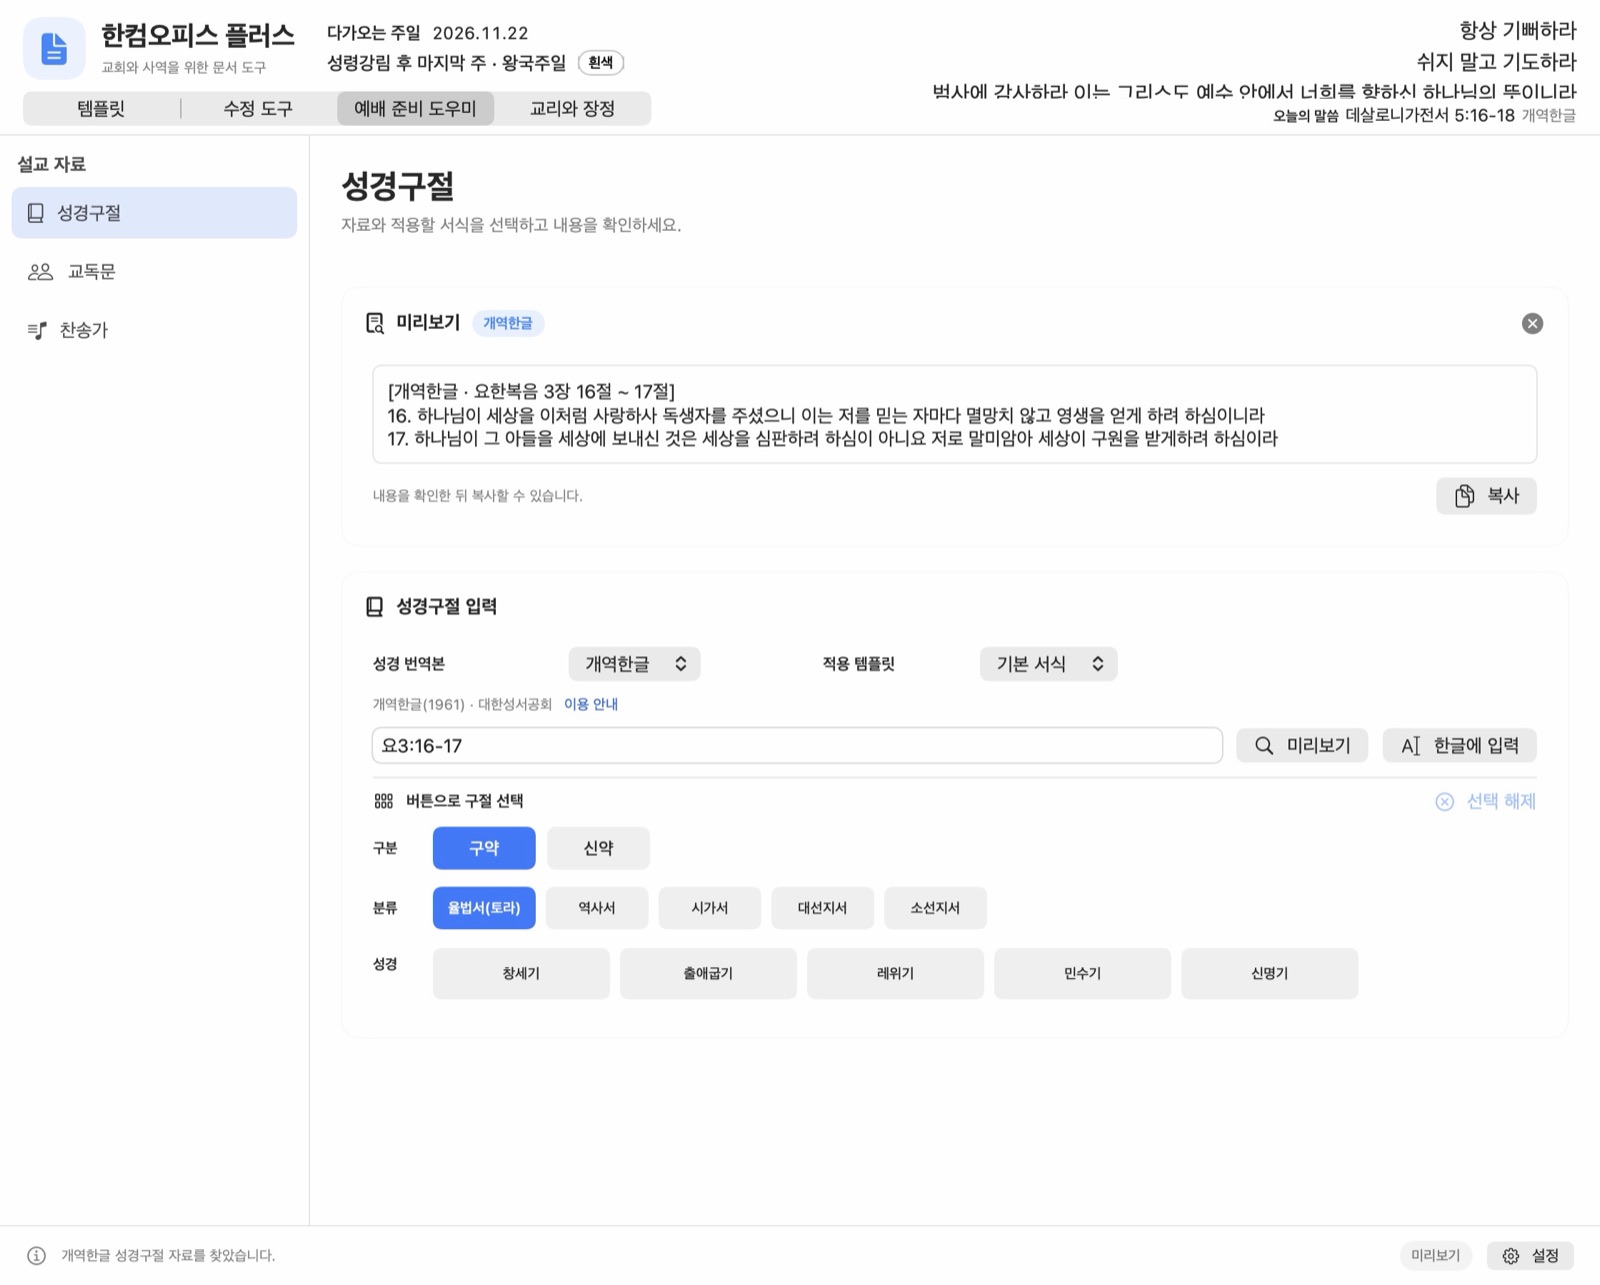 한컴오피스 플러스
교회와 사역을 위한 문서 도구
다가오는 주일 2026.11.22
성령강림 후 마지막 주 · 왕국주일 흰색
항상 기뻐하라
쉬지 말고 기도하라
범사에 감사하라 이는 그리스도 예수 안에서 너희를 향하신 하나님의 뜻이니라
오늘의 말씀 데살로니가전서 5:16-18 개역한글
템플릿 수정 도구 예배 준비 도우미 교리와 장정
설교 자료
성경구절
교독문
찬송가
성경구절
자료와 적용할 서식을 선택하고 내용을 확인하세요.
미리보기 개역한글
[개역한글 · 요한복음 3장 16절 ~ 17절]
16. 하나님이 세상을 이처럼 사랑하사 독생자를 주셨으니 이는 저를 믿는 자마다 멸망치 않고 영생을 얻게 하려 하심이니라
17. 하나님이 그 아들을 세상에 보내신 것은 세상을 심판하려 하심이 아니요 저로 말미암아 세상이 구원을 받게하려 하심이라
내용을 확인한 뒤 복사할 수 있습니다.
복사
성경구절 입력
성경 번역본 개역한글 적용 템플릿 기본 서식
개역한글(1961) · 대한성서공회 이용 안내
요3:16-17 미리보기 한글에 입력
버튼으로 구절 선택 선택 해제
구분 구약 신약
분류 율법서(토라) 역사서 시가서 대선지서 소선지서
성경 창세기 출애굽기 레위기 민수기 신명기
개역한글 성경구절 자료를 찾았습니다.
미리보기 설정